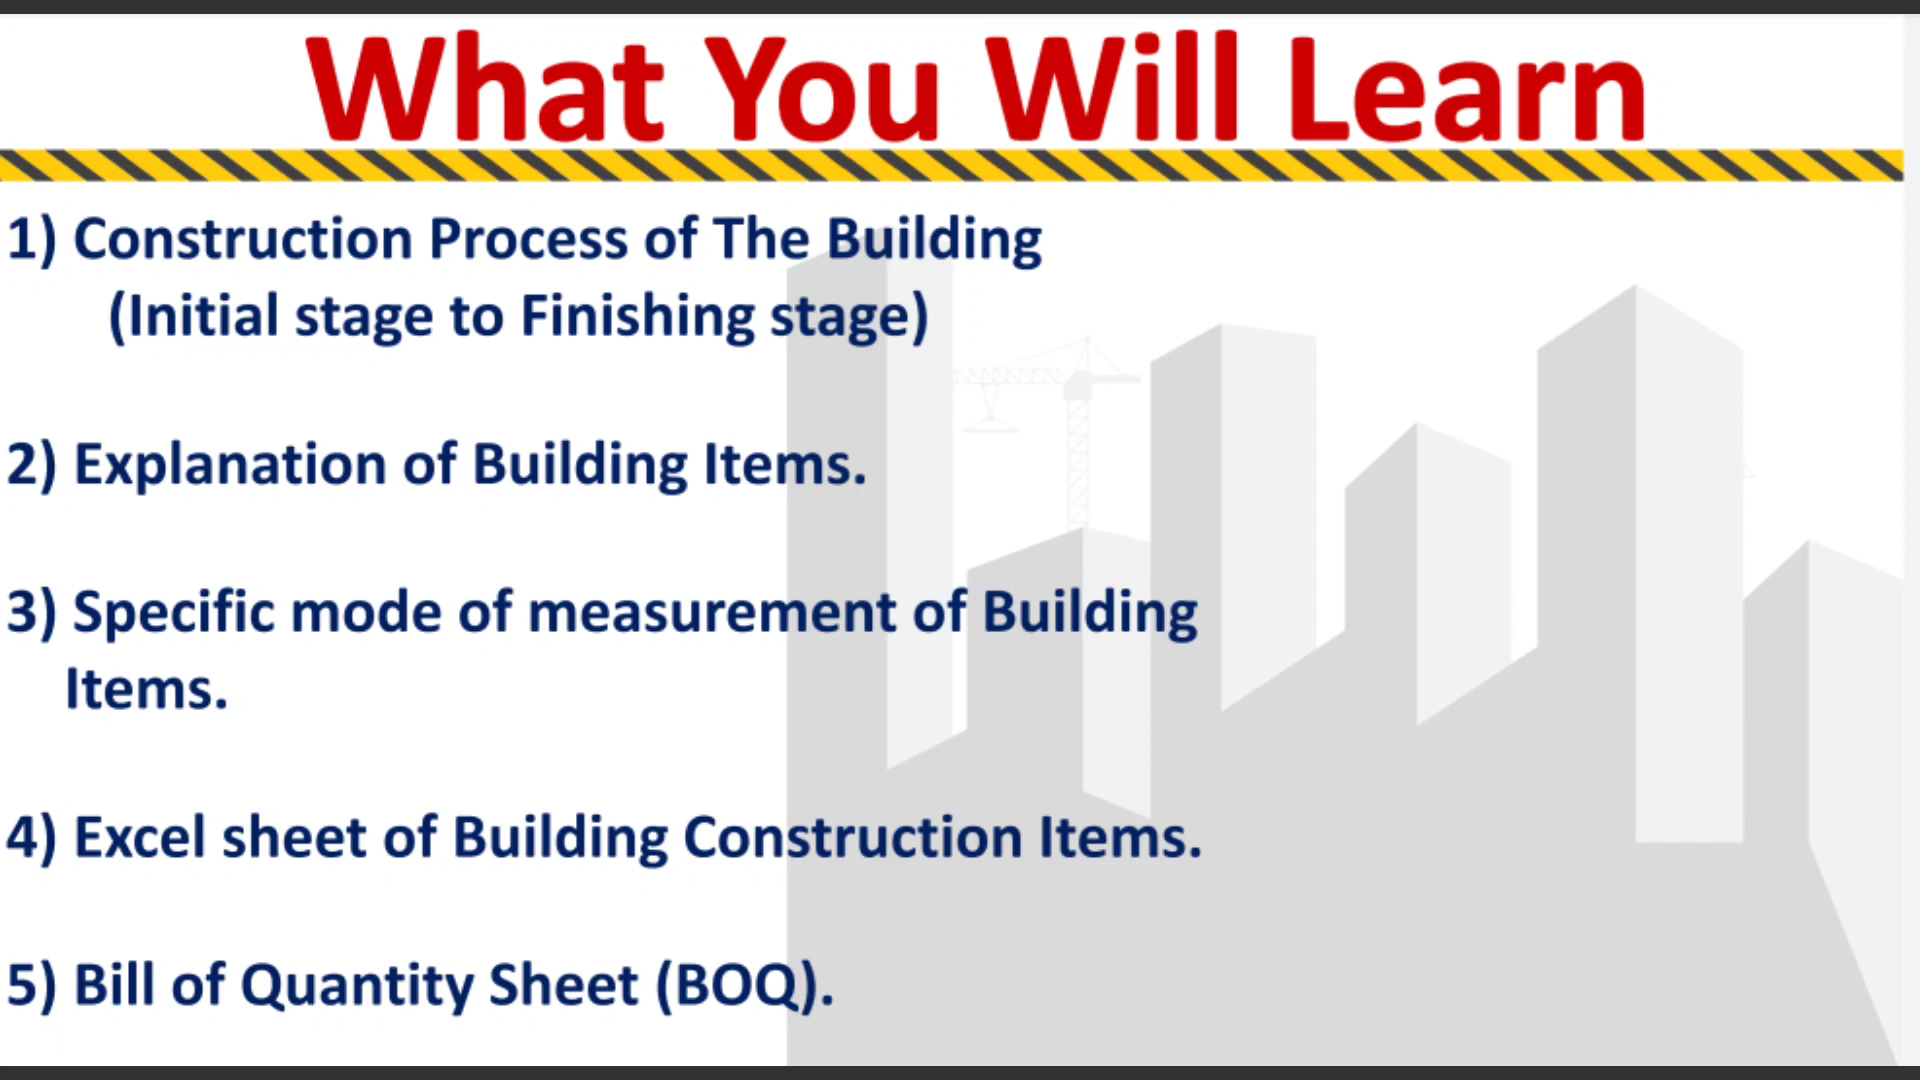 What You Will Learn
1) Construction Process of The Building
(Initial stage to Finishing stage)
2) Explanation of Building Items.
3) Specific mode of measurement of Building
Items.
4) Excel sheet of Building Construction Items.
5) Bill of Quantity Sheet (BOQ).